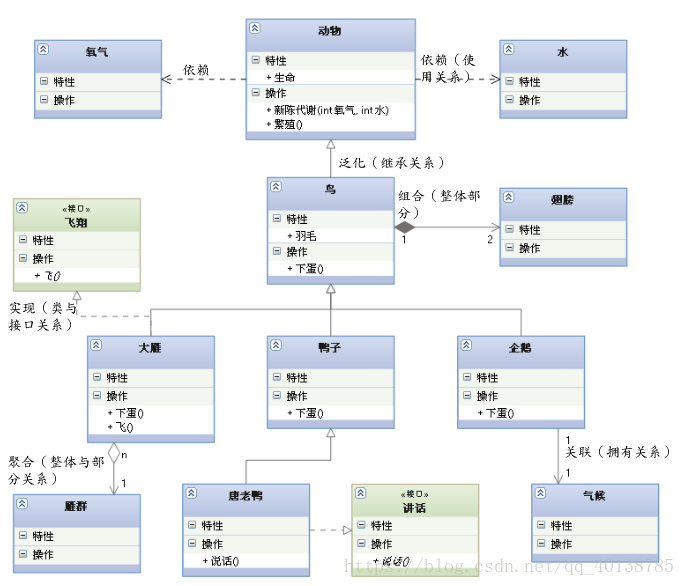 动物
特性
+ 生命
操作
+ 新陈代谢(int氧气, int水)
+ 繁殖()
氧气
特性
操作
依赖
依赖（使
用关系）
水
特性
操作
泛化（继承关系）
鸟
特性
+ 羽毛
操作
+ 下蛋()
组合（整体部
分）
1
2
翅膀
特性
操作
«接口»
飞翔
特性
操作
+ 飞()
实现（类与
接口关系）
大雁
特性
操作
+ 下蛋()
+ 飞()
鸭子
特性
操作
+ 下蛋()
企鹅
特性
操作
+ 下蛋()
聚合（整体与部
分关系）
n
1
雁群
特性
操作
唐老鸭
特性
操作
+ 说话()
«接口»
讲话
特性
操作
+ 说话()
1
关联（拥有关系）
1
气候
特性
操作
https://blog.csdn.net/qq_40138785